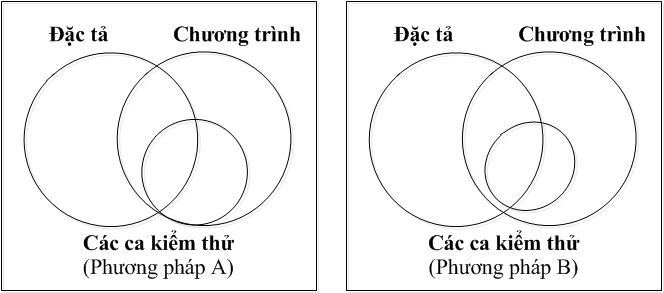 Đặc tả
Chương trình
Các ca kiểm thử
(Phương pháp A)
Đặc tả
Chương trình
Các ca kiểm thử
(Phương pháp B)